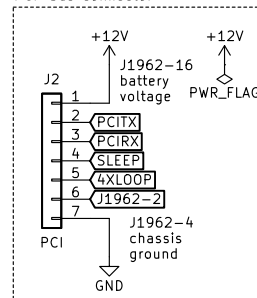 +12V
+12V
J1962-16
battery
voltage
PWR_FLAG
J2
1
2
PCITX
3
PCIRX
4
SLEEP
5
4XLOOP
6
J1962-2
7
J1962-4
chassis
ground
PCI
GND